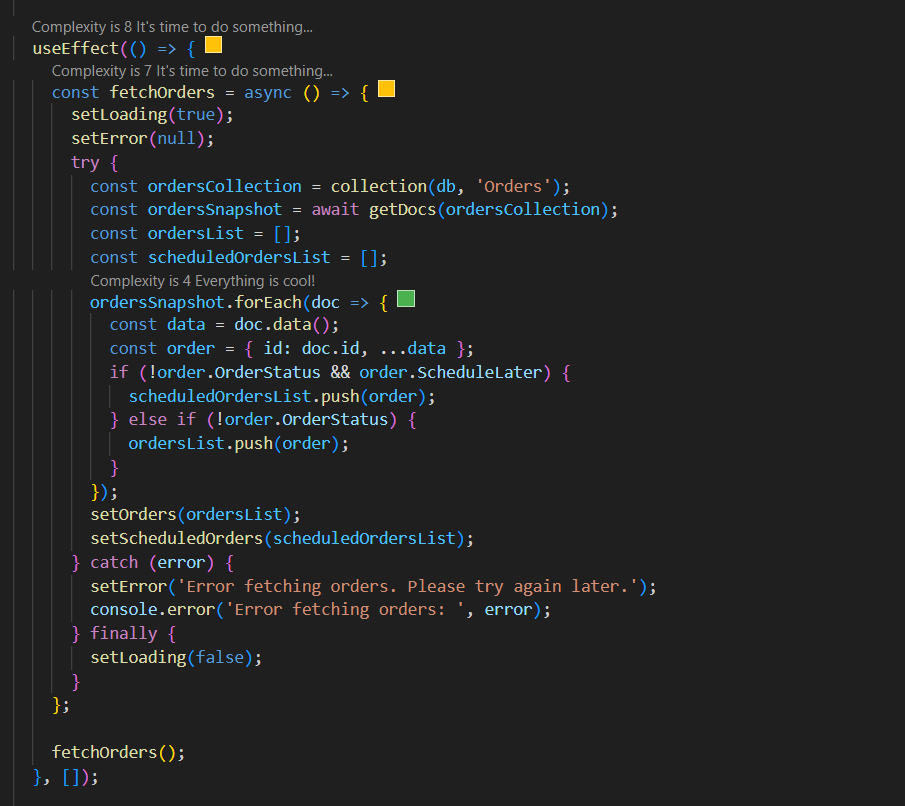 Complexity is 8 It's time to do something...
useEffect(() => {
Complexity is 7 It's time to do something...
const fetchOrders = async () => {
setLoading(true);
setError(null);
try {
const ordersCollection = collection(db, 'Orders');
const ordersSnapshot = await getDocs(ordersCollection);
const ordersList = [];
const scheduledOrdersList = [];
Complexity is 4 Everything is cool!
ordersSnapshot.forEach(doc => {
const data = doc.data();
const order = { id: doc.id, ...data };
if (!order.OrderStatus && order.ScheduleLater) {
scheduledOrdersList.push(order);
} else if (!order.OrderStatus) {
ordersList.push(order);
}
});
setOrders(ordersList);
setScheduledOrders(scheduledOrdersList);
} catch (error) {
setError('Error fetching orders. Please try again later.');
console.error('Error fetching orders: ', error);
} finally {
setLoading(false);
}
};
fetchOrders();
}, []);